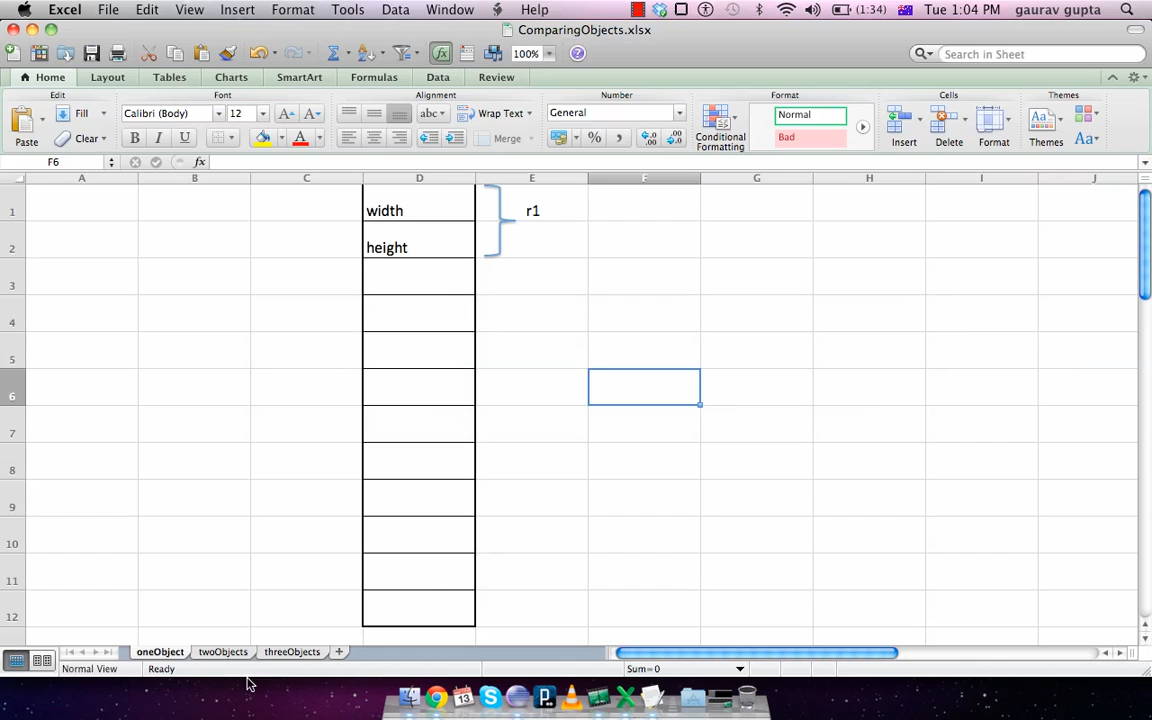 Excel File Edit View Insert Format Tools Data Window Help (1:34) Tue 1:04 PM gaurav gupta
ComparingObjects.xlsx
100% Search in Sheet
Home Layout Tables Charts SmartArt Formulas Data Review
Edit Font Alignment Number Format Cells Themes
Fill Calibri (Body) 12 abc Wrap Text General Normal
Paste Clear B I U Merge % Conditional Formatting Bad Insert Delete Format Themes Aa
F6 fx
A B C D E F G H I J
1 width r1
2 height
3
4
5
6
7
8
9
10
11
12
oneObject twoObjects threeObjects
Normal View Ready Sum=0
13